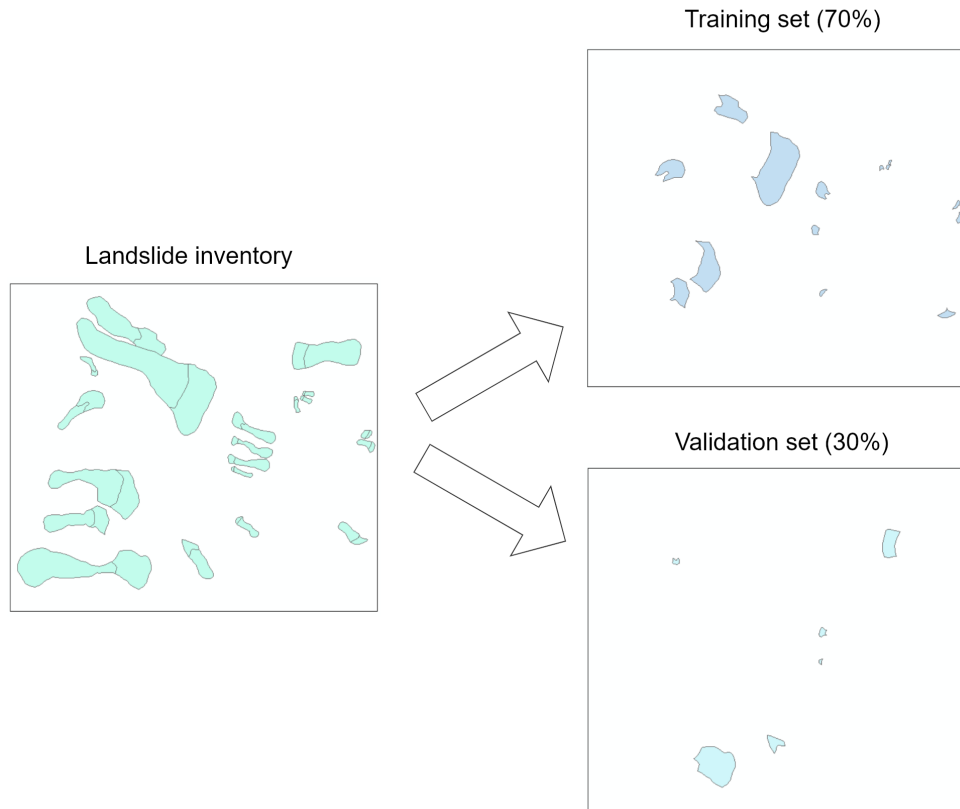 Training set (70%)
Landslide inventory
Validation set (30%)